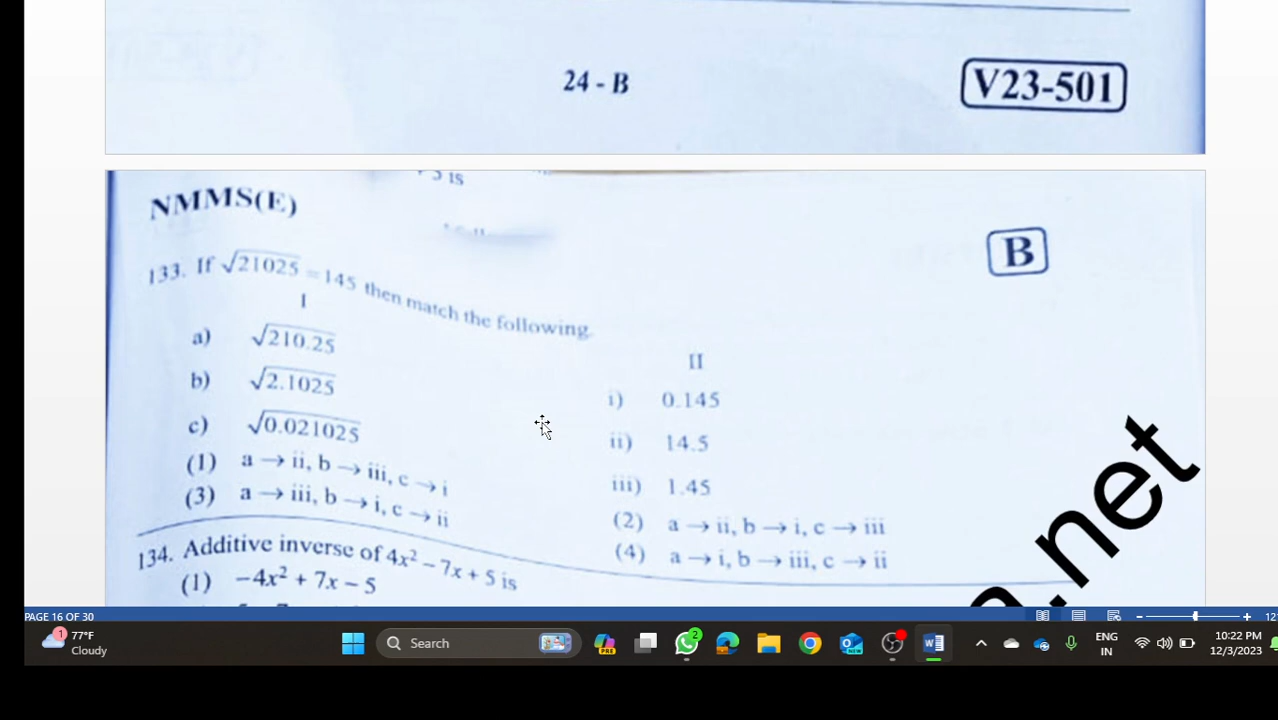 24 - B
V23-501
NMMS(E)
B
133. If √21025 = 145 then match the following.
I
II
a) √210.25
i) 0.145
b) √2.1025
ii) 14.5
c) √0.021025
iii) 1.45
(1) a → ii, b → iii, c → i
(2) a → ii, b → i, c → iii
(3) a → iii, b → i, c → ii
(4) a → i, b → iii, c → ii
134. Additive inverse of 4x² − 7x + 5 is
(1) −4x² + 7x − 5
a.net
PAGE 16 OF 30
1
77°F
Cloudy
Search
PRE
2
ENG
IN
10:22 PM
12/3/2023